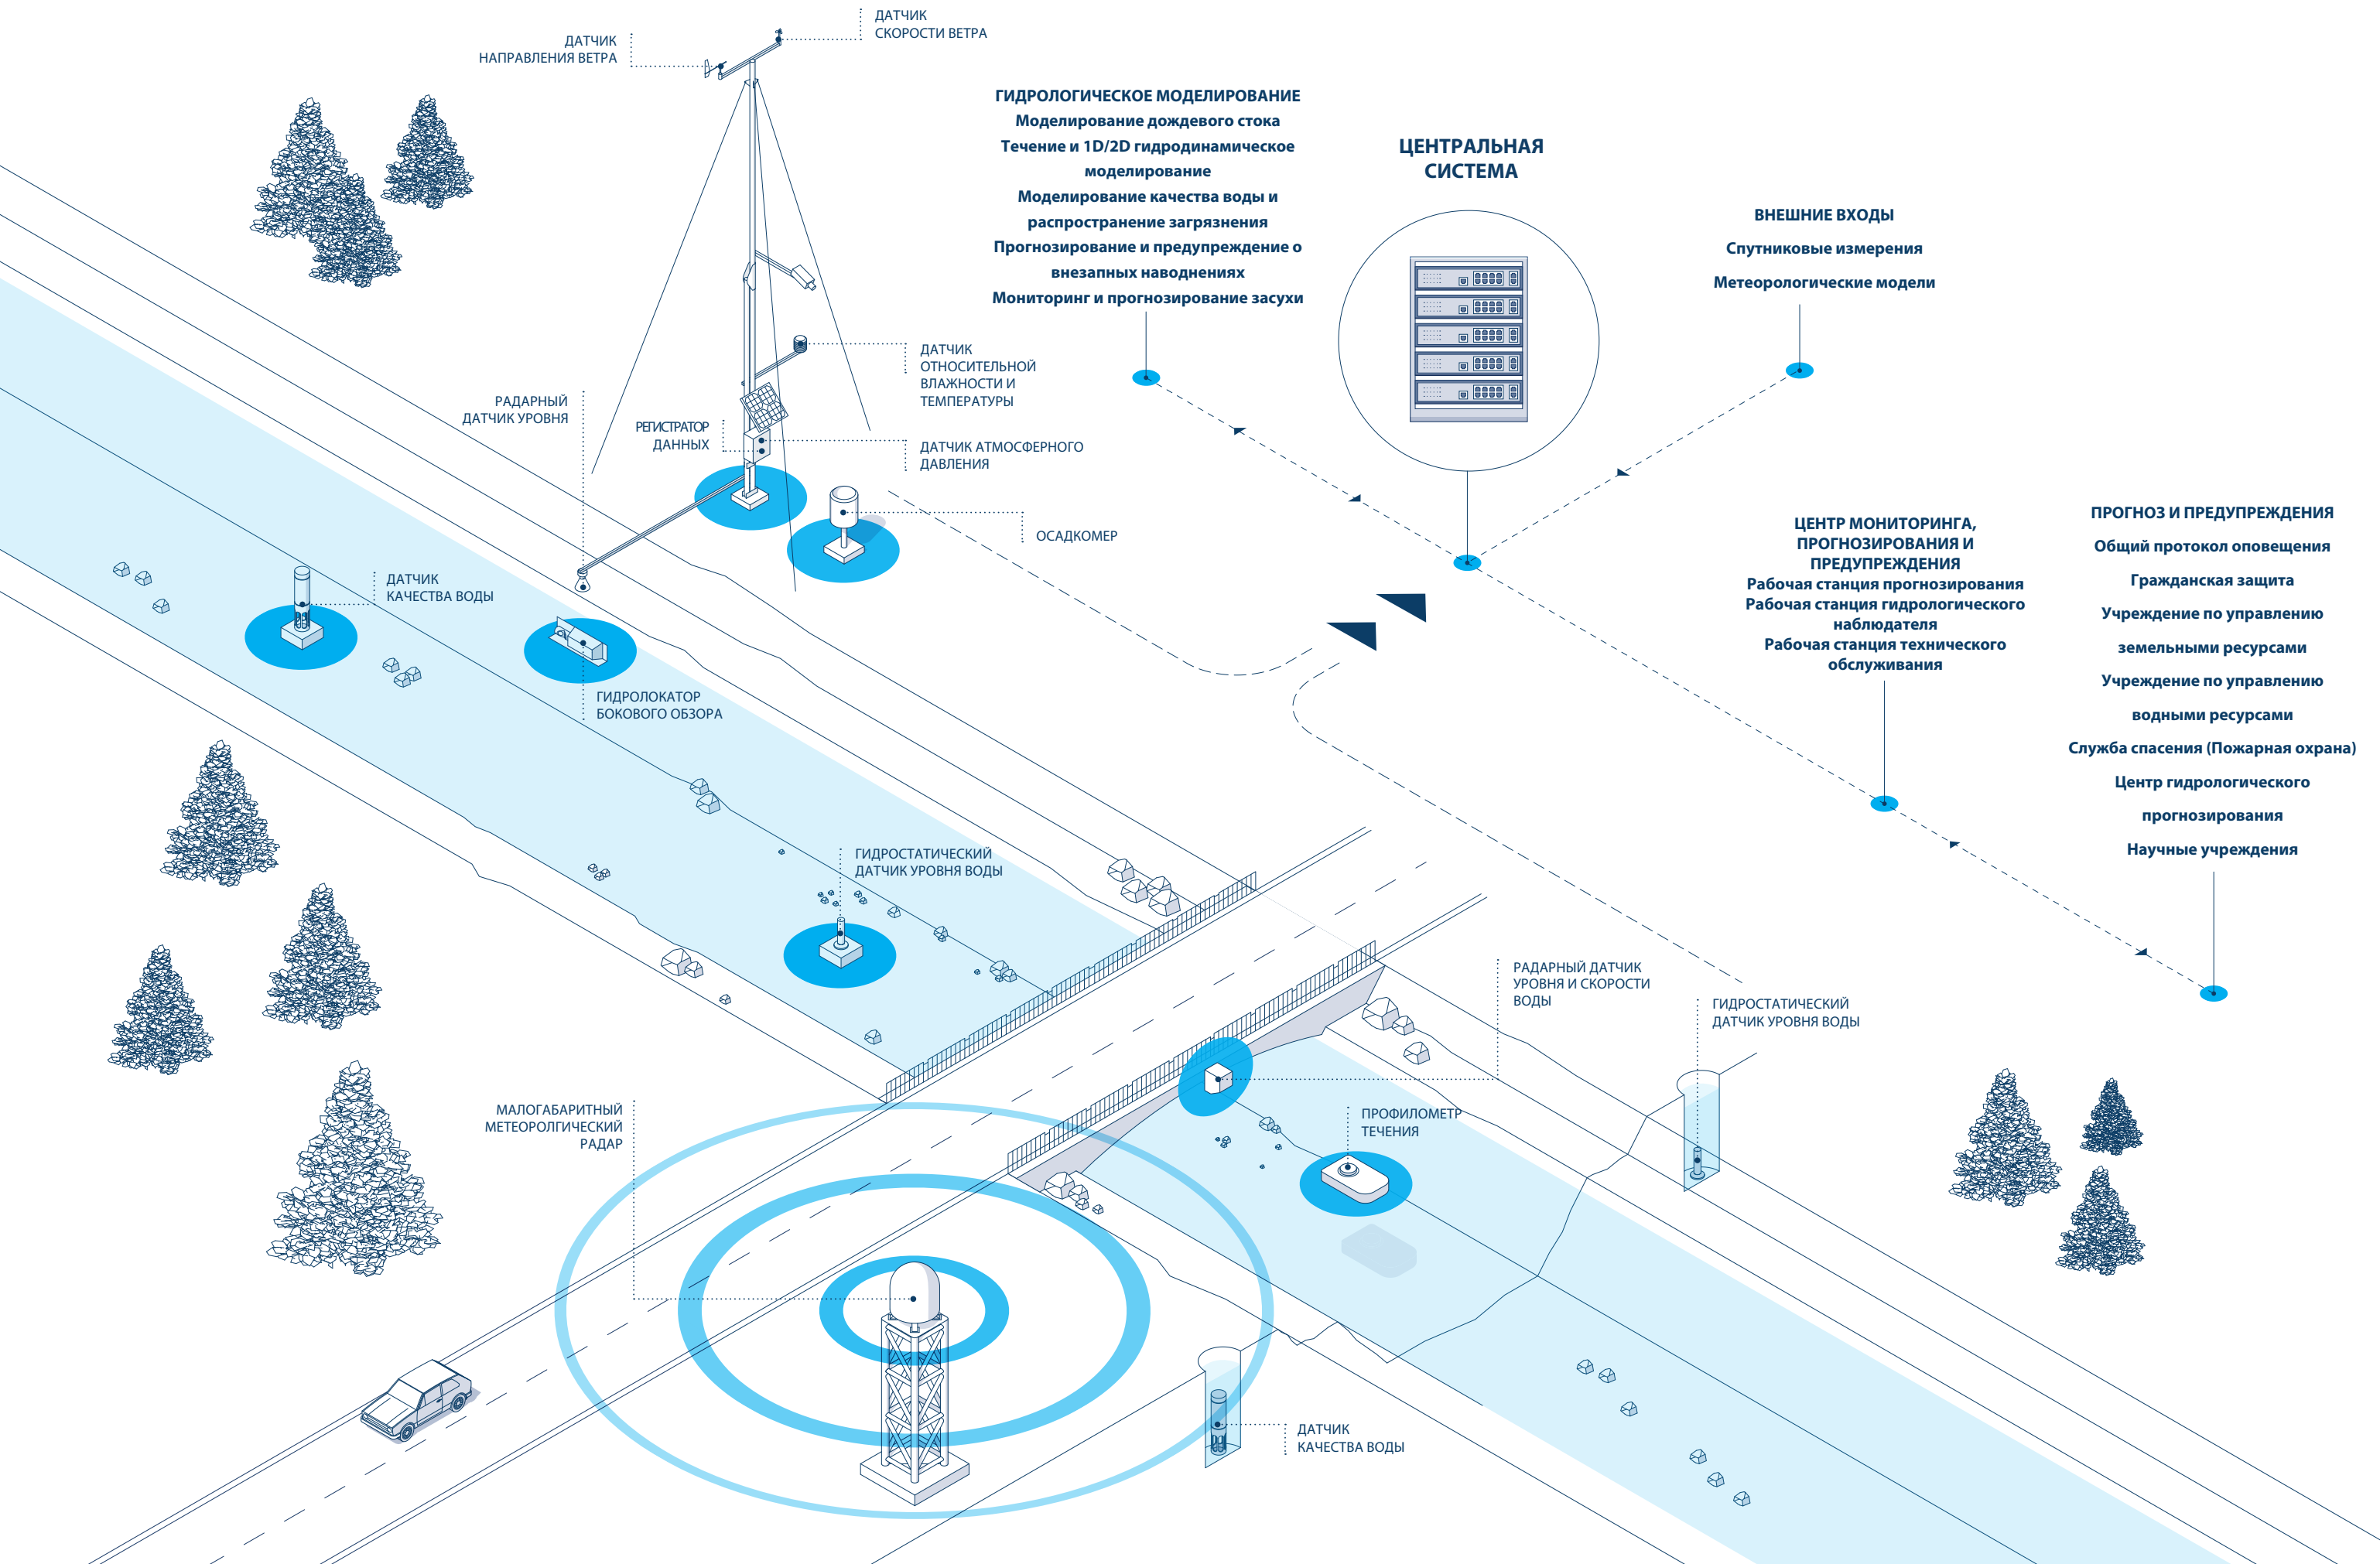 ДАТЧИК
СКОРОСТИ ВЕТРА
ДАТЧИК
НАПРАВЛЕНИЯ ВЕТРА
ГИДРОЛОГИЧЕСКОЕ МОДЕЛИРОВАНИЕ
Моделирование дождевого стока
Течение и 1D/2D гидродинамическое
моделирование
Моделирование качества воды и
распространение загрязнения
Прогнозирование и предупреждение о
внезапных наводнениях
Мониторинг и прогнозирование засухи
ЦЕНТРАЛЬНАЯ
СИСТЕМА
ВНЕШНИЕ ВХОДЫ
Спутниковые измерения
Метеорологические модели
ДАТЧИК
ОТНОСИТЕЛЬНОЙ
ВЛАЖНОСТИ И
ТЕМПЕРАТУРЫ
РАДАРНЫЙ
ДАТЧИК УРОВНЯ
РЕГИСТРАТОР
ДАННЫХ
ДАТЧИК АТМОСФЕРНОГО
ДАВЛЕНИЯ
ОСАДКОМЕР
ЦЕНТР МОНИТОРИНГА,
ПРОГНОЗИРОВАНИЯ И
ПРЕДУПРЕЖДЕНИЯ
Рабочая станция прогнозирования
Рабочая станция гидрологического
наблюдателя
Рабочая станция технического
обслуживания
ПРОГНОЗ И ПРЕДУПРЕЖДЕНИЯ
Общий протокол оповещения
Гражданская защита
Учреждение по управлению
земельными ресурсами
Учреждение по управлению
водными ресурсами
Служба спасения (Пожарная охрана)
Центр гидрологического
прогнозирования
Научные учреждения
ДАТЧИК
КАЧЕСТВА ВОДЫ
ГИДРОЛОКАТОР
БОКОВОГО ОБЗОРА
ГИДРОСТАТИЧЕСКИЙ
ДАТЧИК УРОВНЯ ВОДЫ
РАДАРНЫЙ ДАТЧИК
УРОВНЯ И СКОРОСТИ
ВОДЫ
ГИДРОСТАТИЧЕСКИЙ
ДАТЧИК УРОВНЯ ВОДЫ
МАЛОГАБАРИТНЫЙ
МЕТЕОРОЛГИЧЕСКИЙ
РАДАР
ПРОФИЛОМЕТР
ТЕЧЕНИЯ
ДАТЧИК
КАЧЕСТВА ВОДЫ